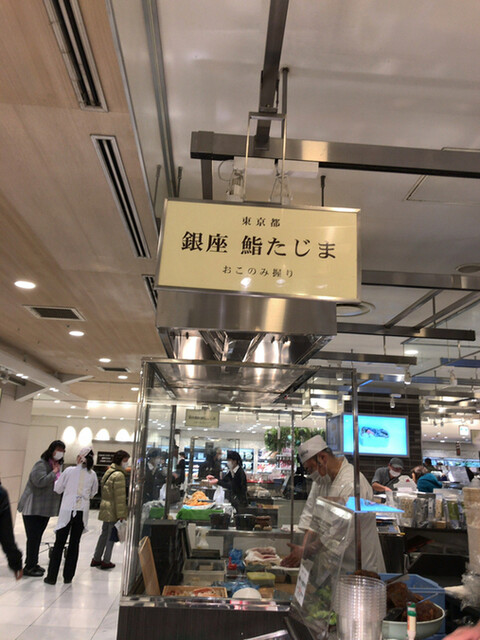 東京都
銀座 鮨たじま
おこのみ握り